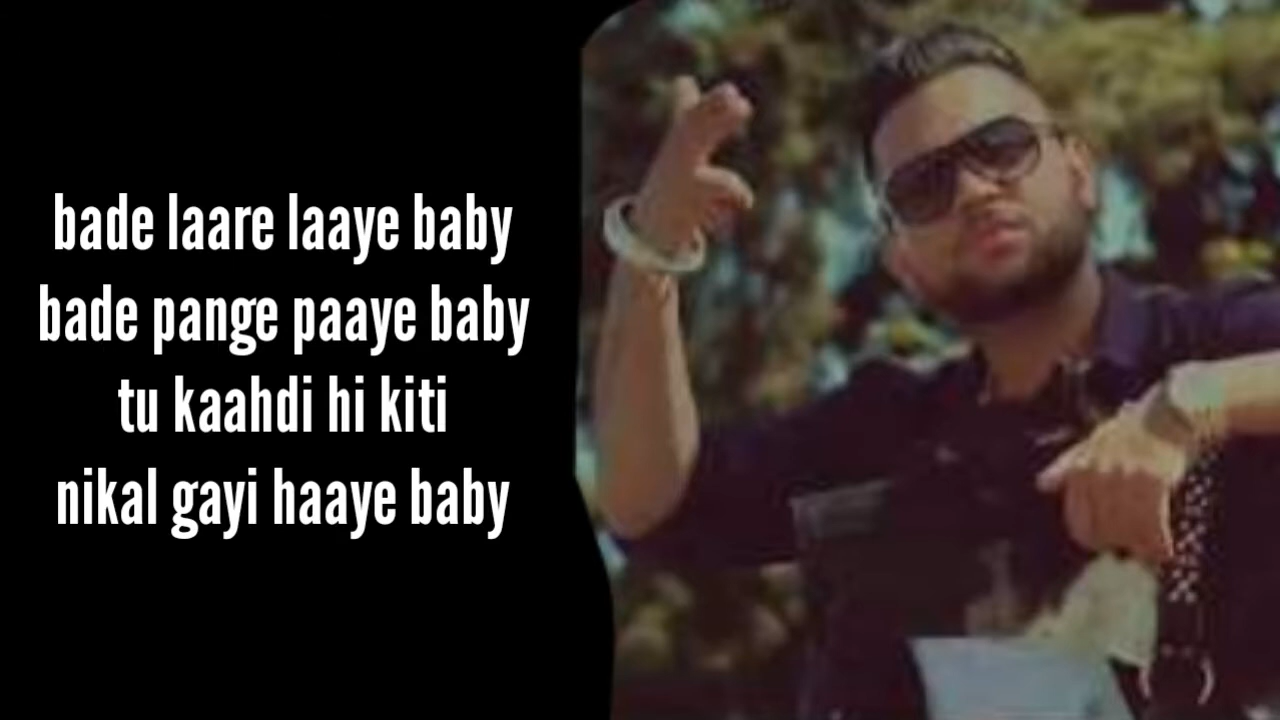 bade laare laaye baby
bade pange paaye baby
tu kaahdi hi kiti
nikal gayi haaye baby